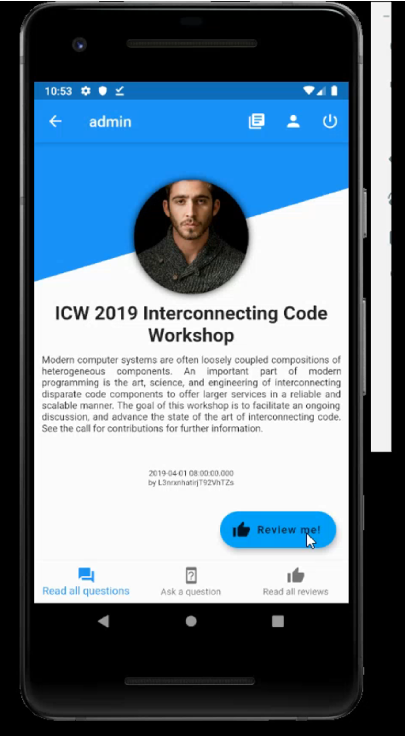 10:53
admin
ICW 2019 Interconnecting Code
Workshop
Modern computer systems are often loosely coupled compositions of
heterogeneous components. An important part of modern
programming is the art, science, and engineering of interconnecting
disparate code components to offer larger services in a reliable and
scalable manner. The goal of this workshop is to facilitate an ongoing
discussion, and advance the state of the art of interconnecting code.
See the call for contributions for further information.
2019-04-01 08:00:00.000
by L3nrxnhatirjT92VhTZs
Review me!
Read all questions
Ask a question
Read all reviews